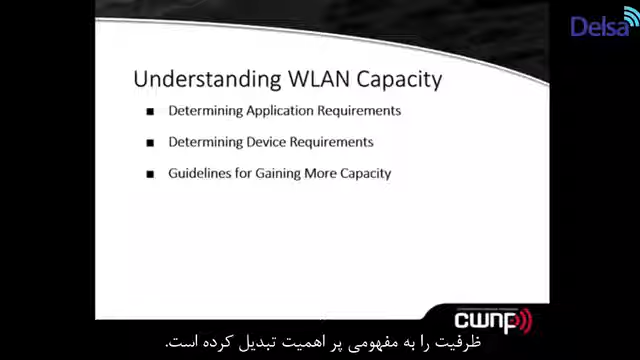 Delsa
Understanding WLAN Capacity
Determining Application Requirements
Determining Device Requirements
Guidelines for Gaining More Capacity
cwnp
ظرفیت را به مفهومی پر اهمیت تبدیل کرده است.